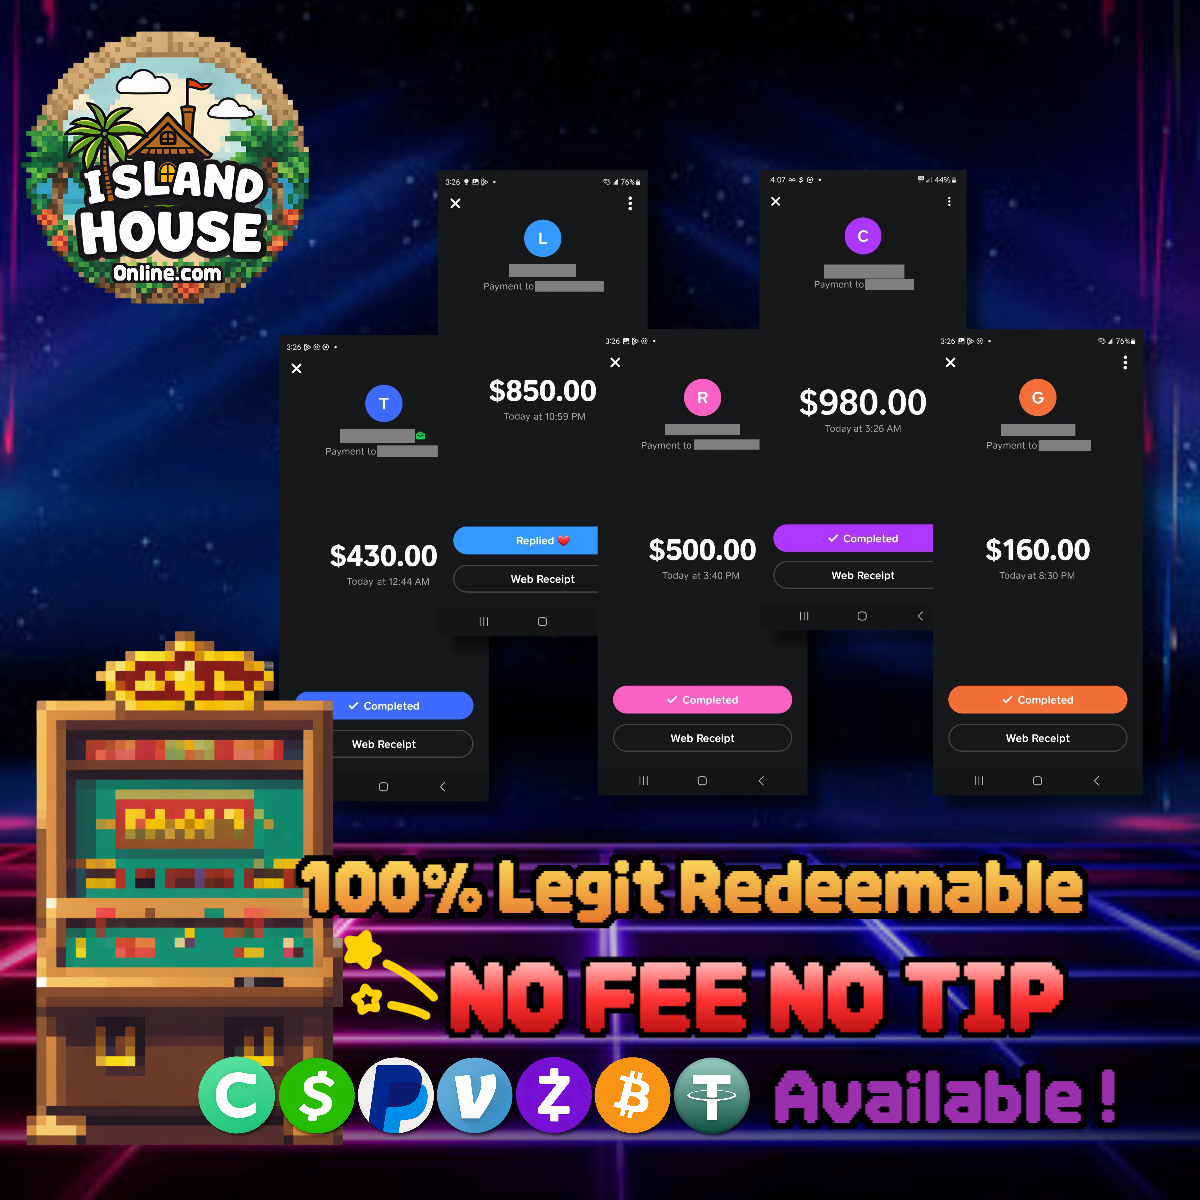 ISLAND
HOUSE
Online.com
3:26
76%
L
Payment to
$850.00
Today at 10:59 PM
Replied ❤️
Web Receipt
4:07
44%
C
Payment to
$980.00
Today at 3:26 AM
Completed
Web Receipt
3:26
T
Payment to
$430.00
Today at 12:44 AM
Completed
Web Receipt
3:26
R
Payment to
$500.00
Today at 3:40 PM
Completed
Web Receipt
3:26
76%
G
Payment to
$160.00
Today at 8:30 PM
Completed
Web Receipt
100% Legit Redeemable
NO FEE NO TIP
Available !